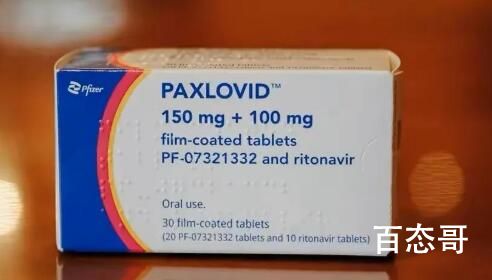 Pfizer
PAXLOVID™
150 mg + 100 mg
film-coated tablets
PF-07321332 and ritonavir
Oral use.
30 film-coated tablets
(20 PF-07321332 tablets and 10 ritonavir tablets)
百态哥